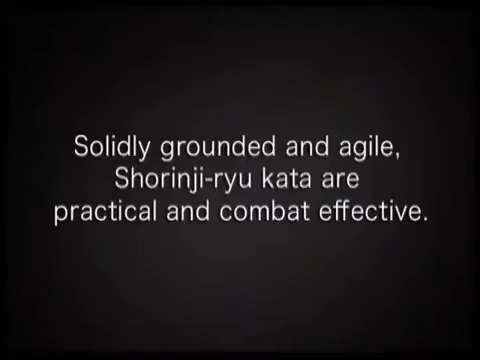 Solidly grounded and agile,
Shorinji-ryu kata are
practical and combat effective.